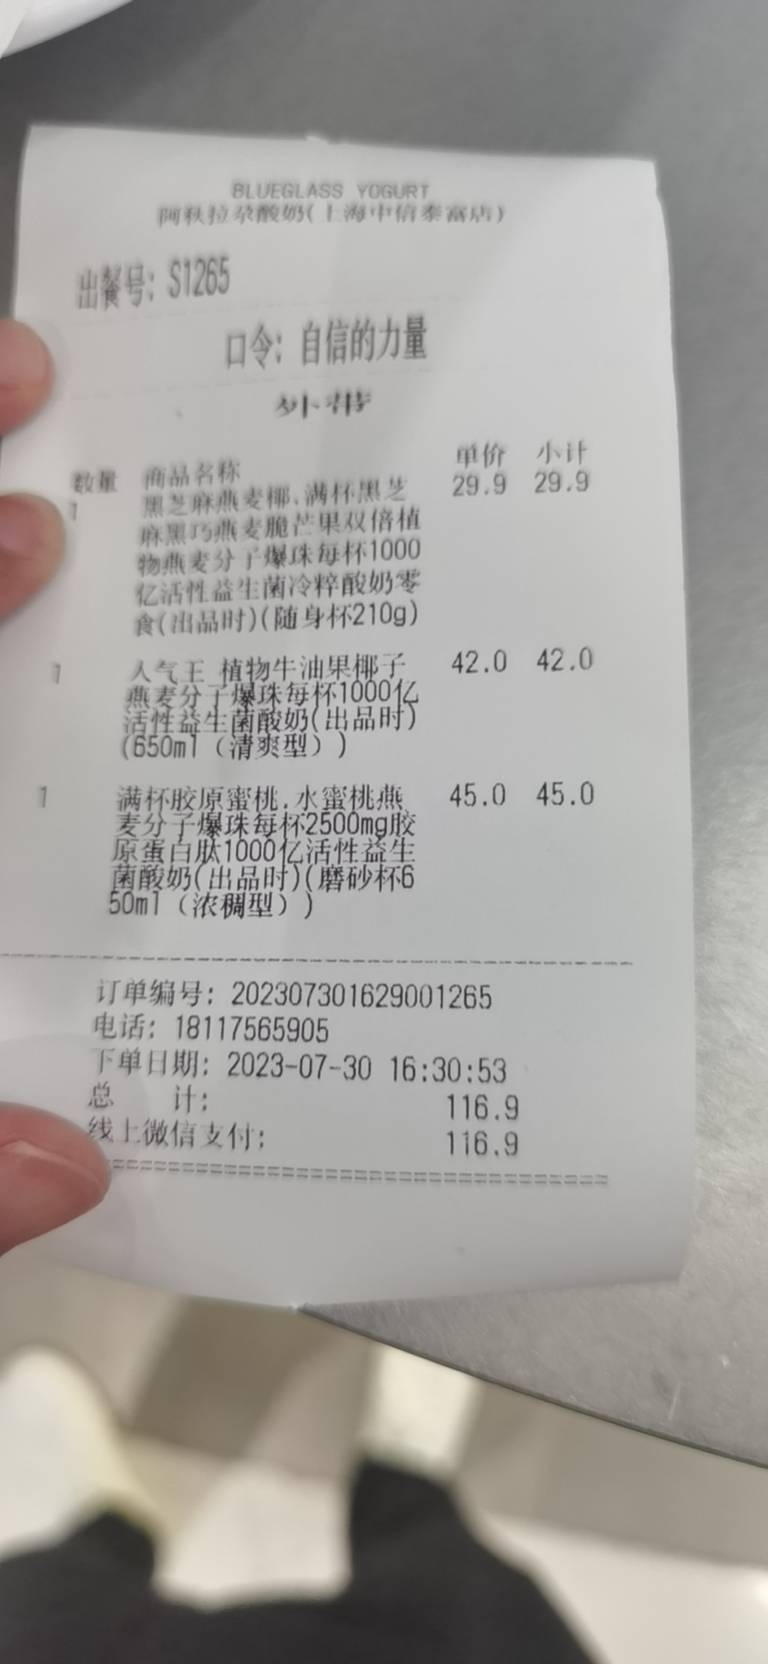 BLUEGLASS YOGURT
阿秋拉尕酸奶(上海中信泰富店)
出餐号: S1265
口令: 自信的力量
外带
数量 商品名称 单价 小计
1 黑芝麻燕麦椰.满杯黑芝 29.9 29.9
麻黑巧燕麦脆芒果双倍植
物燕麦分子爆珠每杯1000
亿活性益生菌冷粹酸奶零
食(出品时)(随身杯210g)
1 人气王 植物牛油果椰子 42.0 42.0
燕麦分子爆珠每杯1000亿
活性益生菌酸奶(出品时)
(650ml（清爽型）)
1 满杯胶原蜜桃.水蜜桃燕 45.0 45.0
麦分子爆珠每杯2500mg胶
原蛋白肽1000亿活性益生
菌酸奶(出品时)(磨砂杯6
50ml（浓稠型）)
订单编号: 202307301629001265
电话: 18117565905
下单日期: 2023-07-30 16:30:53
总 计: 116.9
线上微信支付: 116.9